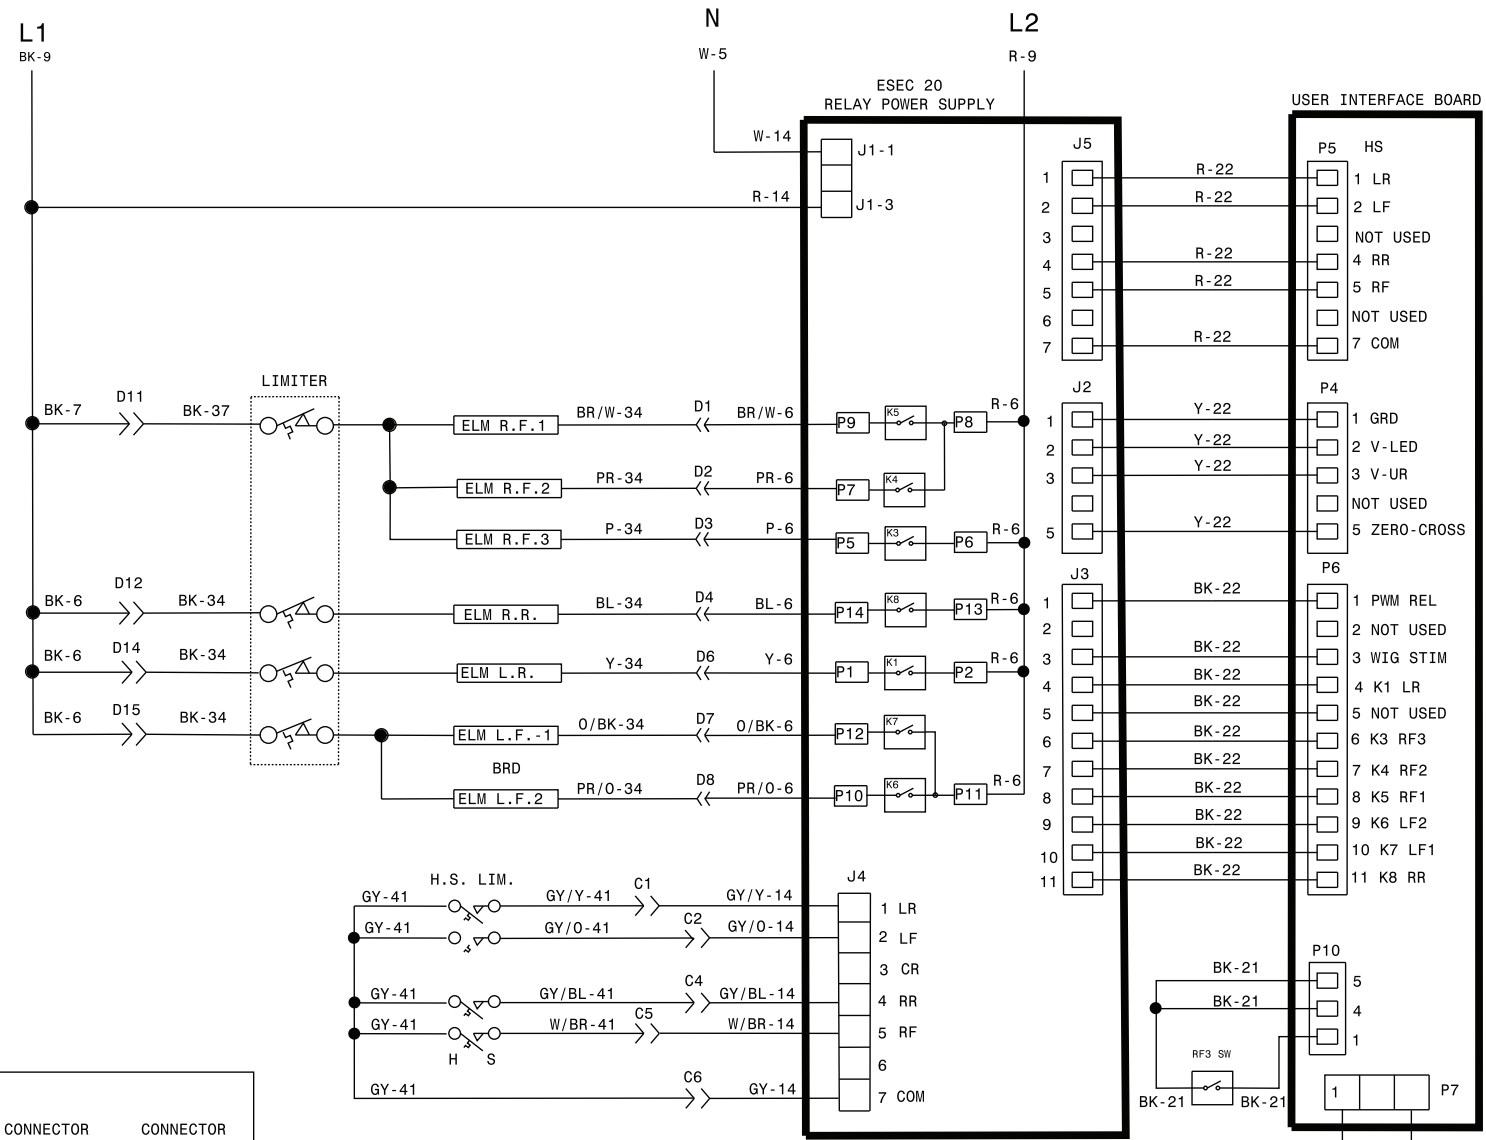 L1
BK-9
N
W-5
L2
R-9
ESEC 20
RELAY POWER SUPPLY
USER INTERFACE BOARD
W-14
J1-1
R-14
J1-3
J5
1
2
3
4
5
6
7
R-22
R-22
R-22
R-22
R-22
P5 HS
1 LR
2 LF
NOT USED
4 RR
5 RF
NOT USED
7 COM
LIMITER
BK-7 D11 BK-37 ELM R.F.1 BR/W-34 D1 BR/W-6 P9 K5 P8 R-6
ELM R.F.2 PR-34 D2 PR-6 P7 K4
ELM R.F.3 P-34 D3 P-6 P5 K3 P6 R-6
BK-6 D12 BK-34 ELM R.R. BL-34 D4 BL-6 P14 K8 P13 R-6
BK-6 D14 BK-34 ELM L.R. Y-34 D6 Y-6 P1 K1 P2 R-6
BK-6 D15 BK-34 ELM L.F.-1 O/BK-34 D7 O/BK-6 P12 K7
BRD
ELM L.F.2 PR/O-34 D8 PR/O-6 P10 K6 P11 R-6
J2
1
2
3
5
Y-22
Y-22
Y-22
Y-22
P4
1 GRD
2 V-LED
3 V-UR
NOT USED
5 ZERO-CROSS
J3
1
2
3
4
5
6
7
8
9
10
11
BK-22
BK-22
BK-22
BK-22
BK-22
BK-22
BK-22
BK-22
BK-22
BK-22
P6
1 PWM REL
2 NOT USED
3 WIG STIM
4 K1 LR
5 NOT USED
6 K3 RF3
7 K4 RF2
8 K5 RF1
9 K6 LF2
10 K7 LF1
11 K8 RR
H.S. LIM.
J4
GY-41 GY/Y-41 C1 GY/Y-14 1 LR
GY-41 GY/O-41 C2 GY/O-14 2 LF
3 CR
GY-41 GY/BL-41 C4 GY/BL-14 4 RR
GY-41 W/BR-41 C5 W/BR-14 5 RF
H S
6
GY-41 C6 GY-14 7 COM
P10
BK-21 5
BK-21 4
1
RF3 SW
BK-21 BK-21
1 P7
CONNECTOR CONNECTOR